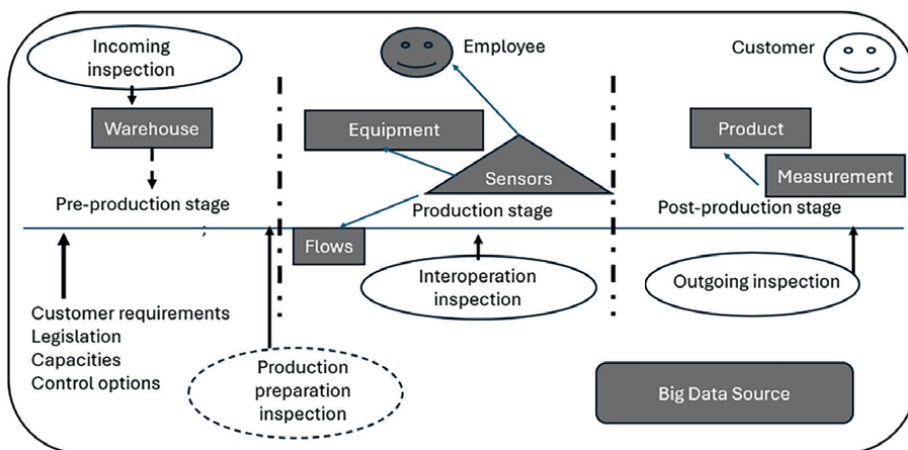 Incoming
inspection
Employee
Customer
Warehouse
Equipment
Product
Sensors
Measurement
Pre-production stage
Production stage
Post-production stage
;
Flows
Interoperation
inspection
Outgoing inspection
Customer requirements
Legislation
Capacities
Control options
Production
preparation
inspection
Big Data Source